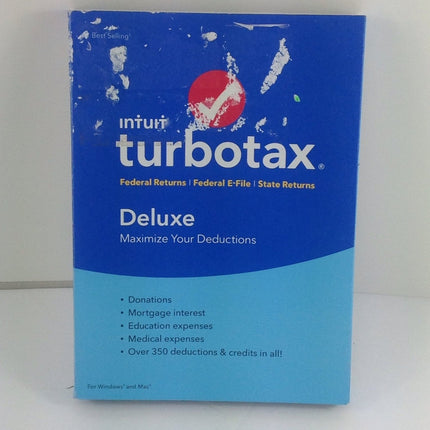 Best Selling
intuit
turbotax®
Federal Returns | Federal E-File | State Returns
Deluxe
Maximize Your Deductions
• Donations
• Mortgage interest
• Education expenses
• Medical expenses
• Over 350 deductions & credits in all!
For Windows® and Mac®